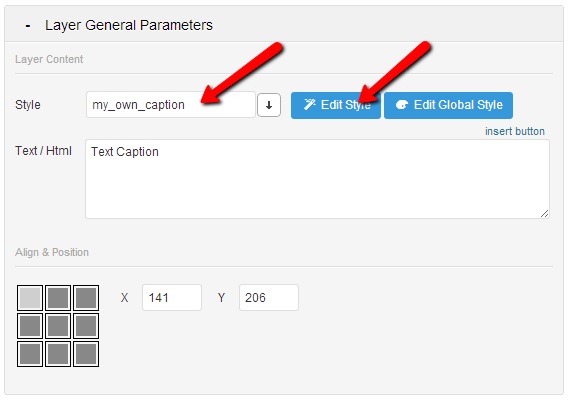 - Layer General Parameters
Layer Content
Style my_own_caption Edit Style Edit Global Style
insert button
Text / Html Text Caption
Align & Position
X 141 Y 206